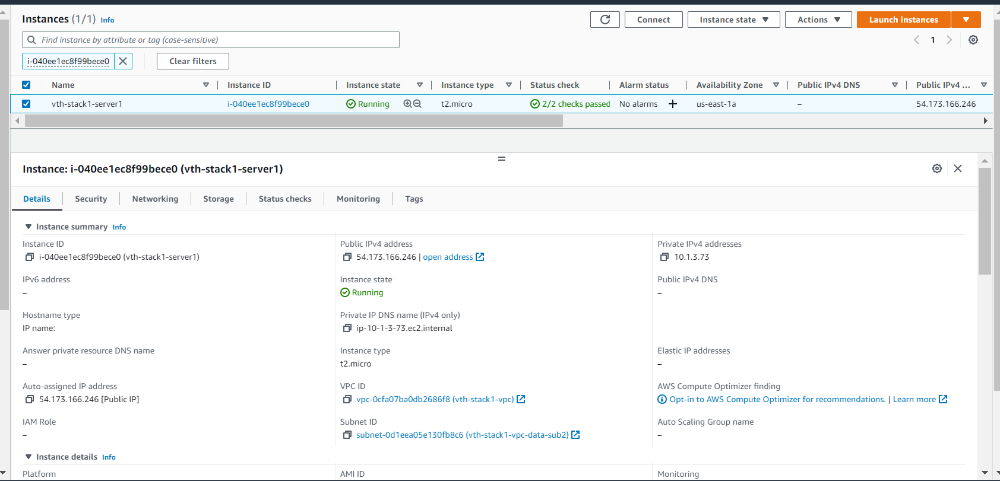 Instances (1/1) Info
Connect Instance state Actions Launch instances
Find instance by attribute or tag (case-sensitive)
1
i-040ee1ec8f99bece0 Clear filters
Name Instance ID Instance state Instance type Status check Alarm status Availability Zone Public IPv4 DNS Public IPv4 ...
vth-stack1-server1 i-040ee1ec8f99bece0 Running t2.micro 2/2 checks passed No alarms + us-east-1a – 54.173.166.246
Instance: i-040ee1ec8f99bece0 (vth-stack1-server1)
Details Security Networking Storage Status checks Monitoring Tags
Instance summary Info
Instance ID Public IPv4 address Private IPv4 addresses
i-040ee1ec8f99bece0 (vth-stack1-server1) 54.173.166.246 | open address 10.1.3.73
IPv6 address Instance state Public IPv4 DNS
– Running –
Hostname type Private IP DNS name (IPv4 only)
IP name: ip-10-1-3-73.ec2.internal
Answer private resource DNS name Instance type Elastic IP addresses
– t2.micro –
Auto-assigned IP address VPC ID AWS Compute Optimizer finding
54.173.166.246 [Public IP] vpc-0cfa07ba0db2686f8 (vth-stack1-vpc) Opt-in to AWS Compute Optimizer for recommendations. | Learn more
IAM Role Subnet ID Auto Scaling Group name
– subnet-0d1eea05e130fb8c6 (vth-stack1-vpc-data-sub2) –
Instance details Info
Platform AMI ID Monitoring